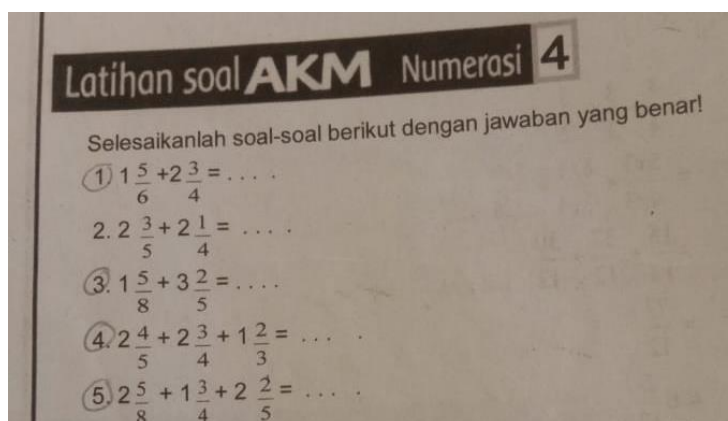 Latihan soal AKM Numerasi 4
Selesaikanlah soal-soal berikut dengan jawaban yang benar!
1. 1 5/6 + 2 3/4 = . . . .
2. 2 3/5 + 2 1/4 = . . . .
3. 1 5/8 + 3 2/5 = . . . .
4. 2 4/5 + 2 3/4 + 1 2/3 = . . . .
5. 2 5/8 + 1 3/4 + 2 2/5 = . . . .